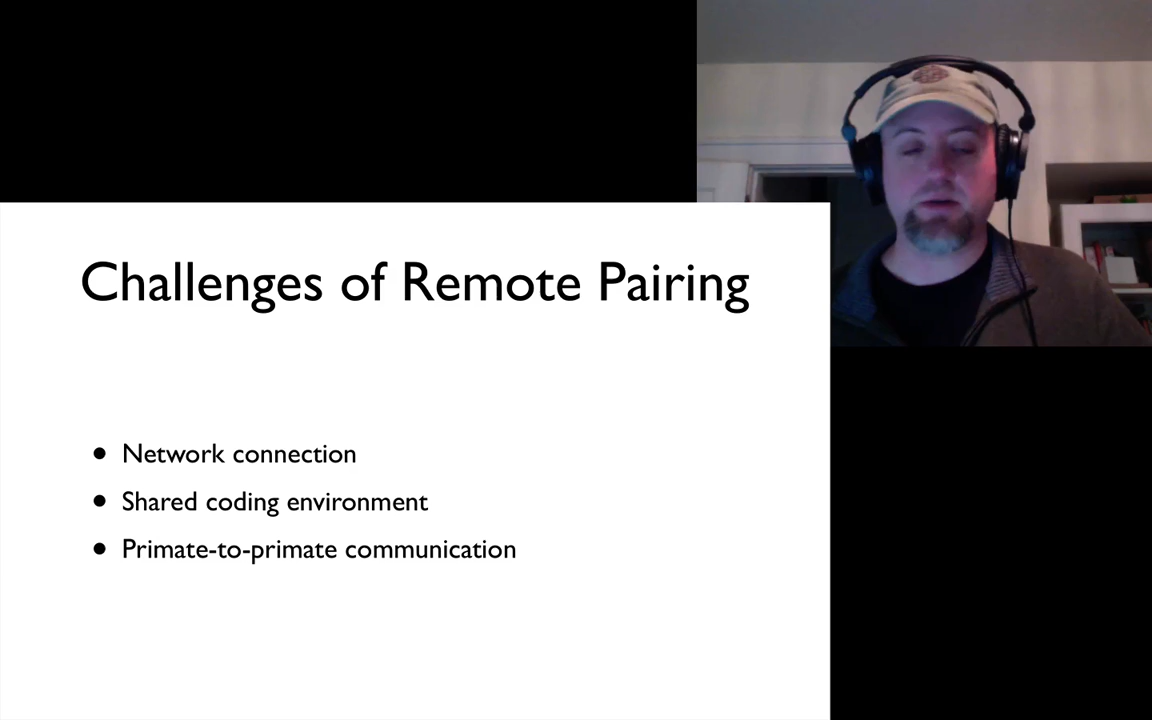 Challenges of Remote Pairing
• Network connection
• Shared coding environment
• Primate-to-primate communication